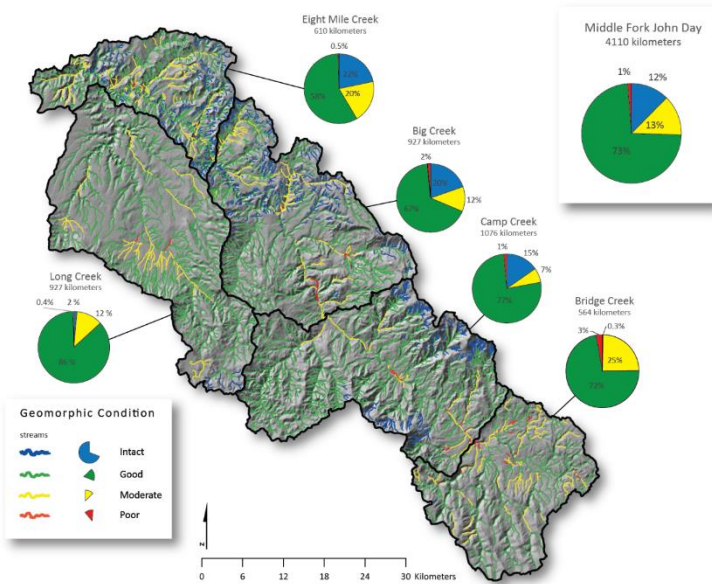 Eight Mile Creek
610 kilometers
0.5%
22%
20%
58%
Middle Fork John Day
4110 kilometers
1%
12%
13%
73%
Big Creek
927 kilometers
2%
20%
12%
67%
Camp Creek
1076 kilometers
1%
15%
7%
77%
Long Creek
927 kilometers
0.4%
2 %
12 %
86 %
Bridge Creek
564 kilometers
3%
0.3%
25%
72%
Geomorphic Condition
streams
Intact
Good
Moderate
Poor
N
0 6 12 18 24 30 Kilometers